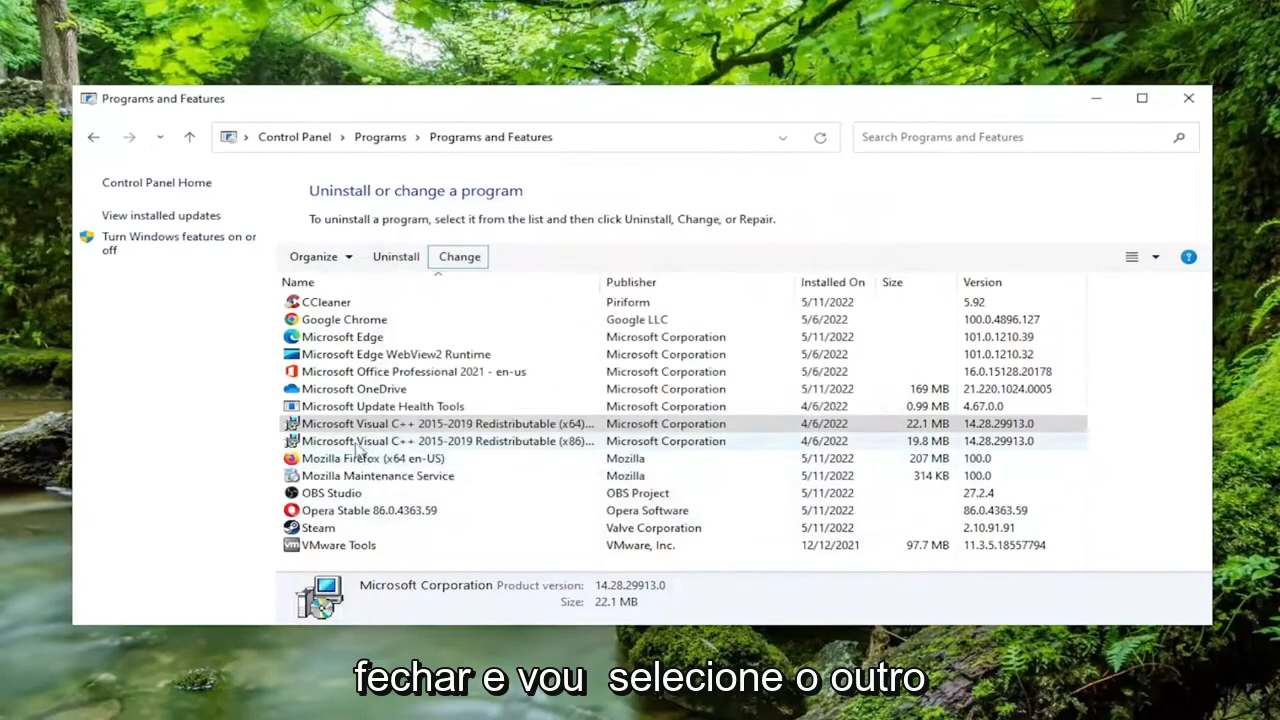 Programs and Features
Control Panel > Programs > Programs and Features
Search Programs and Features
Control Panel Home
View installed updates
Turn Windows features on or
off
Uninstall or change a program
To uninstall a program, select it from the list and then click Uninstall, Change, or Repair.
Organize Uninstall Change
Name Publisher Installed On Size Version
CCleaner Piriform 5/11/2022 5.92
Google Chrome Google LLC 5/6/2022 100.0.4896.127
Microsoft Edge Microsoft Corporation 5/11/2022 101.0.1210.39
Microsoft Edge WebView2 Runtime Microsoft Corporation 5/6/2022 101.0.1210.32
Microsoft Office Professional 2021 - en-us Microsoft Corporation 5/6/2022 16.0.15128.20178
Microsoft OneDrive Microsoft Corporation 5/11/2022 169 MB 21.220.1024.0005
Microsoft Update Health Tools Microsoft Corporation 4/6/2022 0.99 MB 4.67.0.0
Microsoft Visual C++ 2015-2019 Redistributable (x64)... Microsoft Corporation 4/6/2022 22.1 MB 14.28.29913.0
Microsoft Visual C++ 2015-2019 Redistributable (x86)... Microsoft Corporation 4/6/2022 19.8 MB 14.28.29913.0
Mozilla Firefox (x64 en-US) Mozilla 5/11/2022 207 MB 100.0
Mozilla Maintenance Service Mozilla 5/11/2022 314 KB 100.0
OBS Studio OBS Project 5/11/2022 27.2.4
Opera Stable 86.0.4363.59 Opera Software 5/11/2022 86.0.4363.59
Steam Valve Corporation 5/11/2022 2.10.91.91
vm VMware Tools VMware, Inc. 12/12/2021 97.7 MB 11.3.5.18557794
Microsoft Corporation Product version: 14.28.29913.0
Size: 22.1 MB
fechar e vou selecione o outro